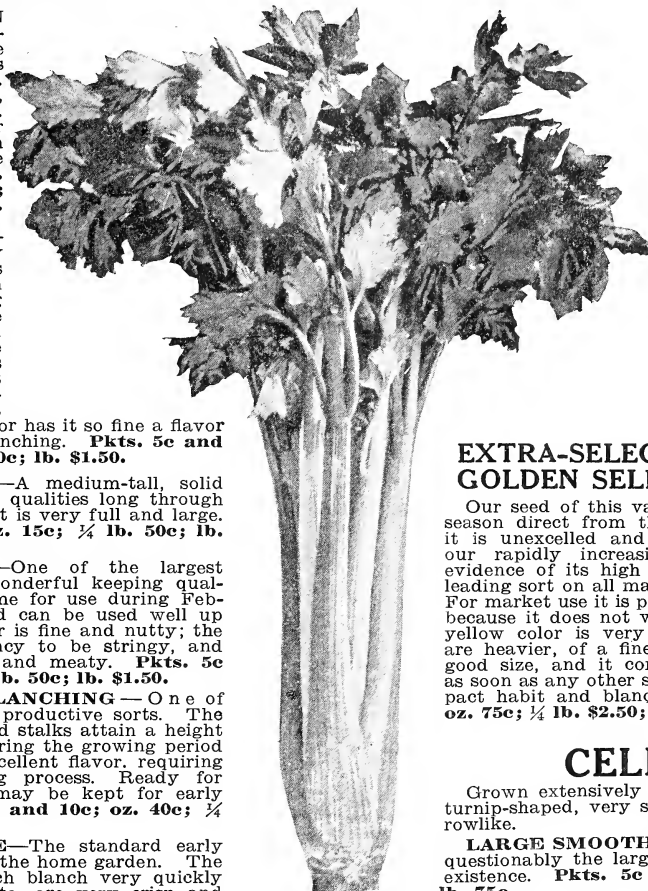 or has it so fine a flavor
nching. Pkts. 5c and
0c; lb. $1.50.
—A medium-tall, solid
qualities long through
t is very full and large.
z. 15c; ¼ lb. 50c; lb.
—One of the largest
onderful keeping qual-
me for use during Feb-
d can be used well up
r is fine and nutty; the
ncy to be stringy, and
and meaty. Pkts. 5c
b. 50c; lb. $1.50.
LANCHING—One of
productive sorts. The
d stalks attain a height
ring the growing period
cellent flavor, requiring
g process. Ready for
may be kept for early
and 10c; oz. 40c; ¼
E—The standard early
the home garden. The
ch blanch very quickly
EXTRA-SELEC
GOLDEN SEL
Our seed of this va
season direct from t
it is unexcelled and
our rapidly increasi
evidence of its high
leading sort on all ma
For market use it is p
because it does not v
yellow color is very
are heavier, of a fine
good size, and it co
as soon as any other s
pact habit and blanc
oz. 75c; ¼ lb. $2.50;
CEL
Grown extensively
turnip-shaped, very s
rowlike.
LARGE SMOOTH
questionably the larg
existence. Pkts. 5c
lb. 75c